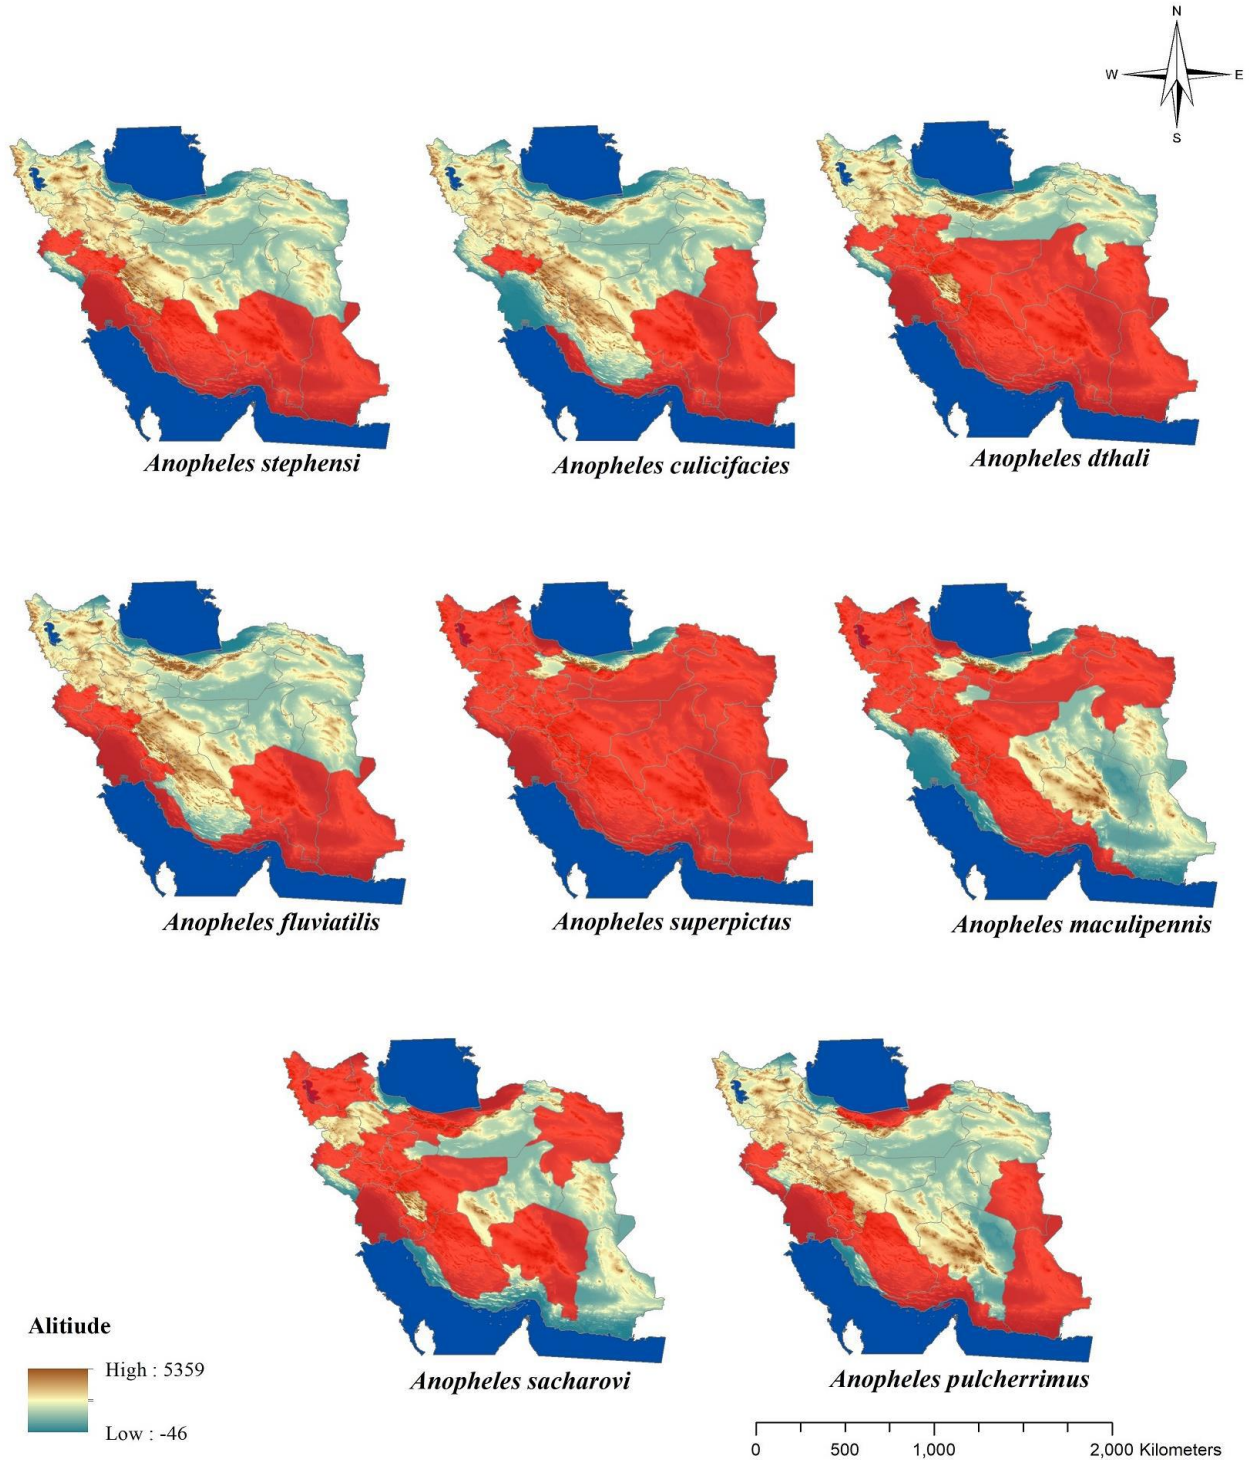 N
W E
S
Anopheles stephensi
Anopheles culicifacies
Anopheles dthali
Anopheles fluviatilis
Anopheles superpictus
Anopheles maculipennis
Anopheles sacharovi
Anopheles pulcherrimus
Alitiude
High : 5359
Low : -46
0 500 1,000 2,000 Kilometers